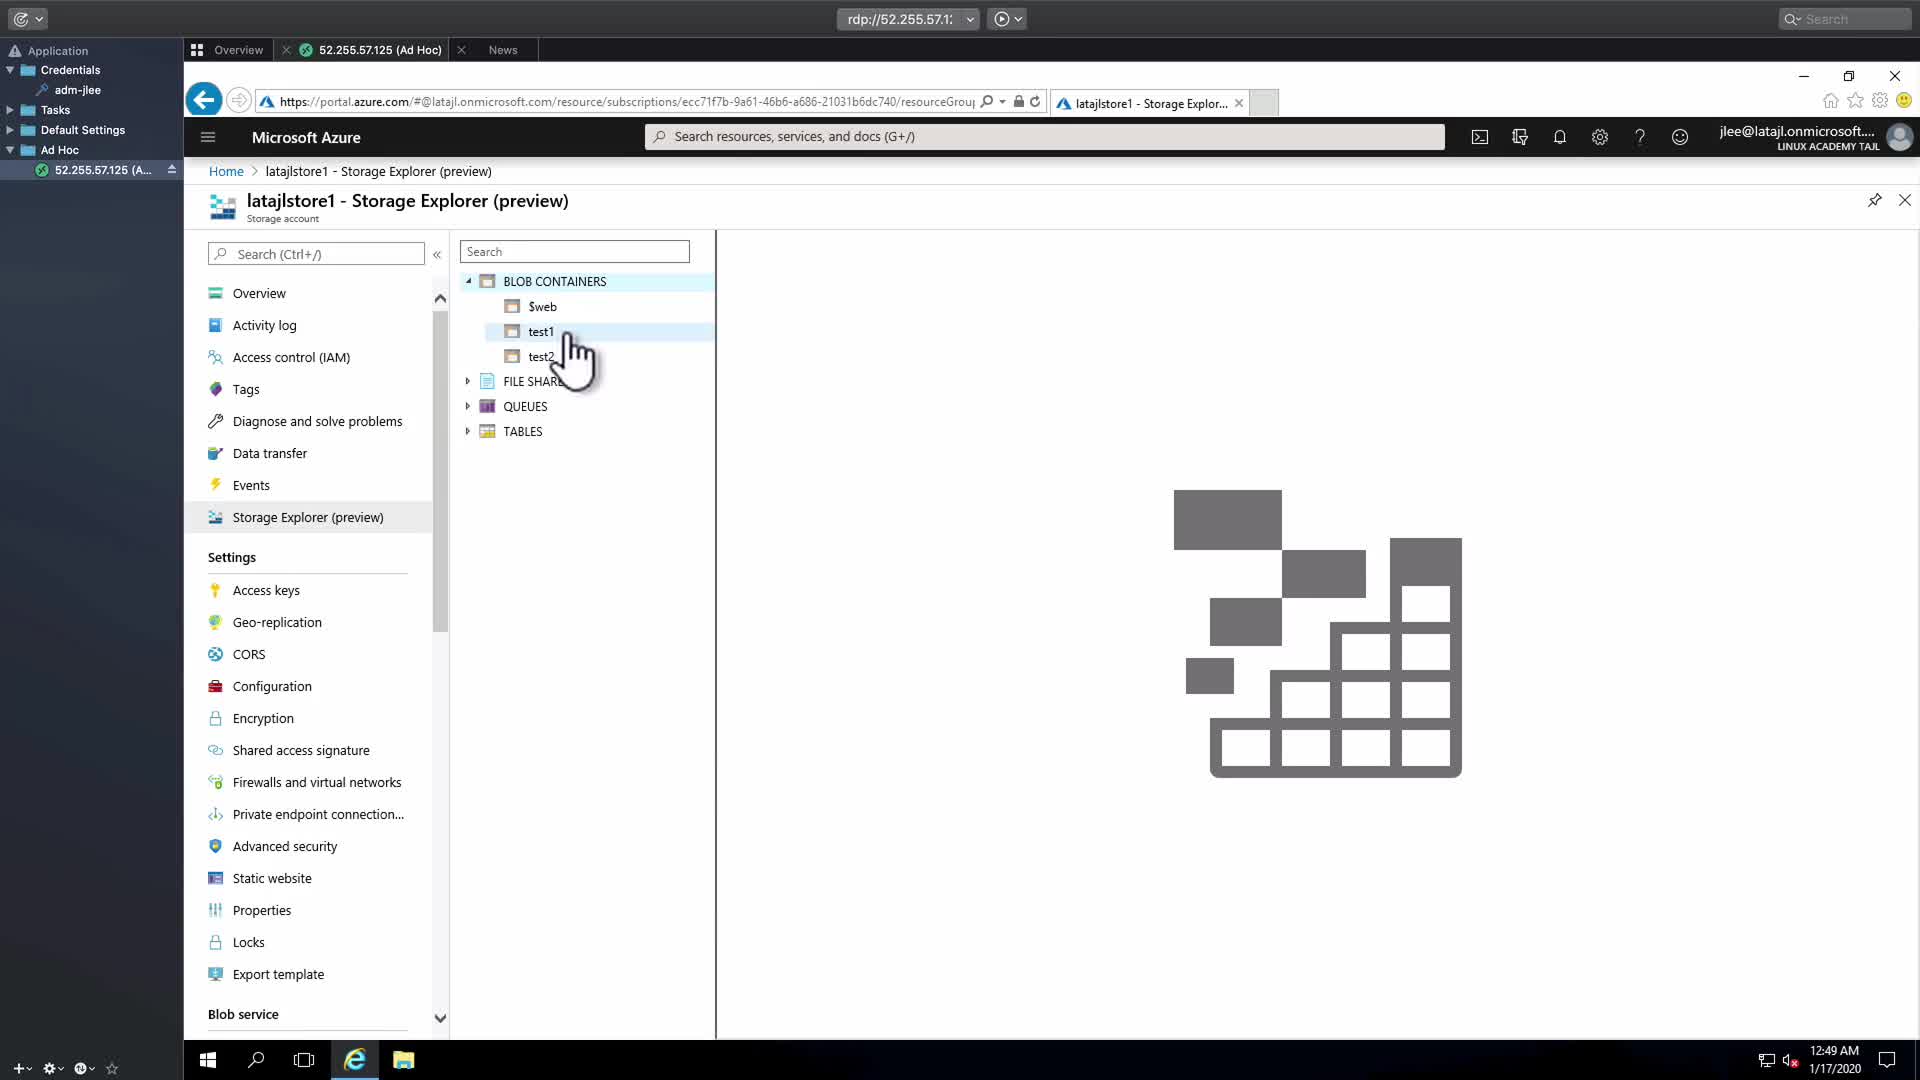 rdp://52.255.57.1:
Search
Application
Credentials
adm-jlee
Tasks
Default Settings
Ad Hoc
52.255.57.125 (A...
Overview
52.255.57.125 (Ad Hoc)
News
https://portal.azure.com/#@latajl.onmicrosoft.com/resource/subscriptions/ecc71f7b-9a61-46b6-a686-21031b6dc740/resourceGroup
latajlstore1 - Storage Explor...
Microsoft Azure
Search resources, services, and docs (G+/)
jlee@latajl.onmicrosoft....
LINUX ACADEMY TAJL
Home > latajlstore1 - Storage Explorer (preview)
latajlstore1 - Storage Explorer (preview)
Storage account
Search (Ctrl+/)
«
Overview
Activity log
Access control (IAM)
Tags
Diagnose and solve problems
Data transfer
Events
Storage Explorer (preview)
Settings
Access keys
Geo-replication
CORS
Configuration
Encryption
Shared access signature
Firewalls and virtual networks
Private endpoint connection...
Advanced security
Static website
Properties
Locks
Export template
Blob service
Search
BLOB CONTAINERS
$web
test1
test2
FILE SHARE
QUEUES
TABLES
12:49 AM
1/17/2020